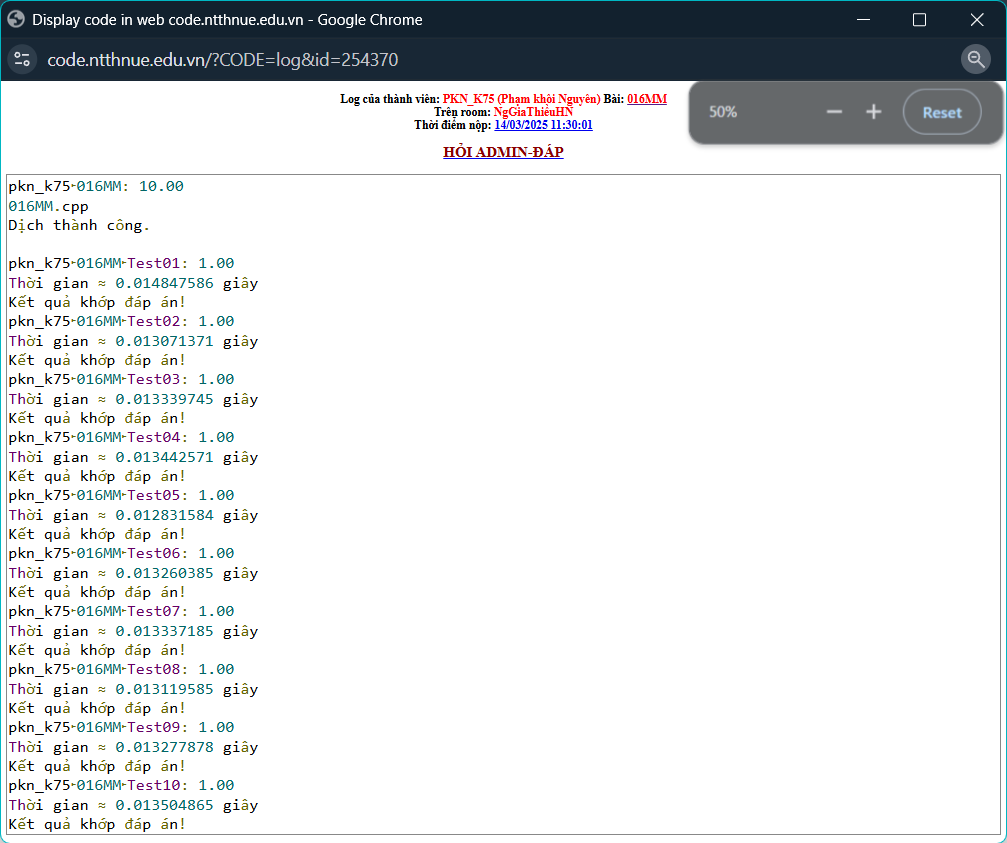 Display code in web code.ntthnue.edu.vn - Google Chrome
code.ntthnue.edu.vn/?CODE=log&id=254370
50%
Reset
Log của thành viên: PKN_K75 (Phạm khôi Nguyên) Bài: 016MM
Trên room: NgGiaThiềuHN
Thời điểm nộp: 14/03/2025 11:30:01
HỎI ADMIN-ĐÁP
pkn_k75‣016MM: 10.00
016MM.cpp
Dịch thành công.
pkn_k75‣016MM‣Test01: 1.00
Thời gian ≈ 0.014847586 giây
Kết quả khớp đáp án!
pkn_k75‣016MM‣Test02: 1.00
Thời gian ≈ 0.013071371 giây
Kết quả khớp đáp án!
pkn_k75‣016MM‣Test03: 1.00
Thời gian ≈ 0.013339745 giây
Kết quả khớp đáp án!
pkn_k75‣016MM‣Test04: 1.00
Thời gian ≈ 0.013442571 giây
Kết quả khớp đáp án!
pkn_k75‣016MM‣Test05: 1.00
Thời gian ≈ 0.012831584 giây
Kết quả khớp đáp án!
pkn_k75‣016MM‣Test06: 1.00
Thời gian ≈ 0.013260385 giây
Kết quả khớp đáp án!
pkn_k75‣016MM‣Test07: 1.00
Thời gian ≈ 0.013337185 giây
Kết quả khớp đáp án!
pkn_k75‣016MM‣Test08: 1.00
Thời gian ≈ 0.013119585 giây
Kết quả khớp đáp án!
pkn_k75‣016MM‣Test09: 1.00
Thời gian ≈ 0.013277878 giây
Kết quả khớp đáp án!
pkn_k75‣016MM‣Test10: 1.00
Thời gian ≈ 0.013504865 giây
Kết quả khớp đáp án!